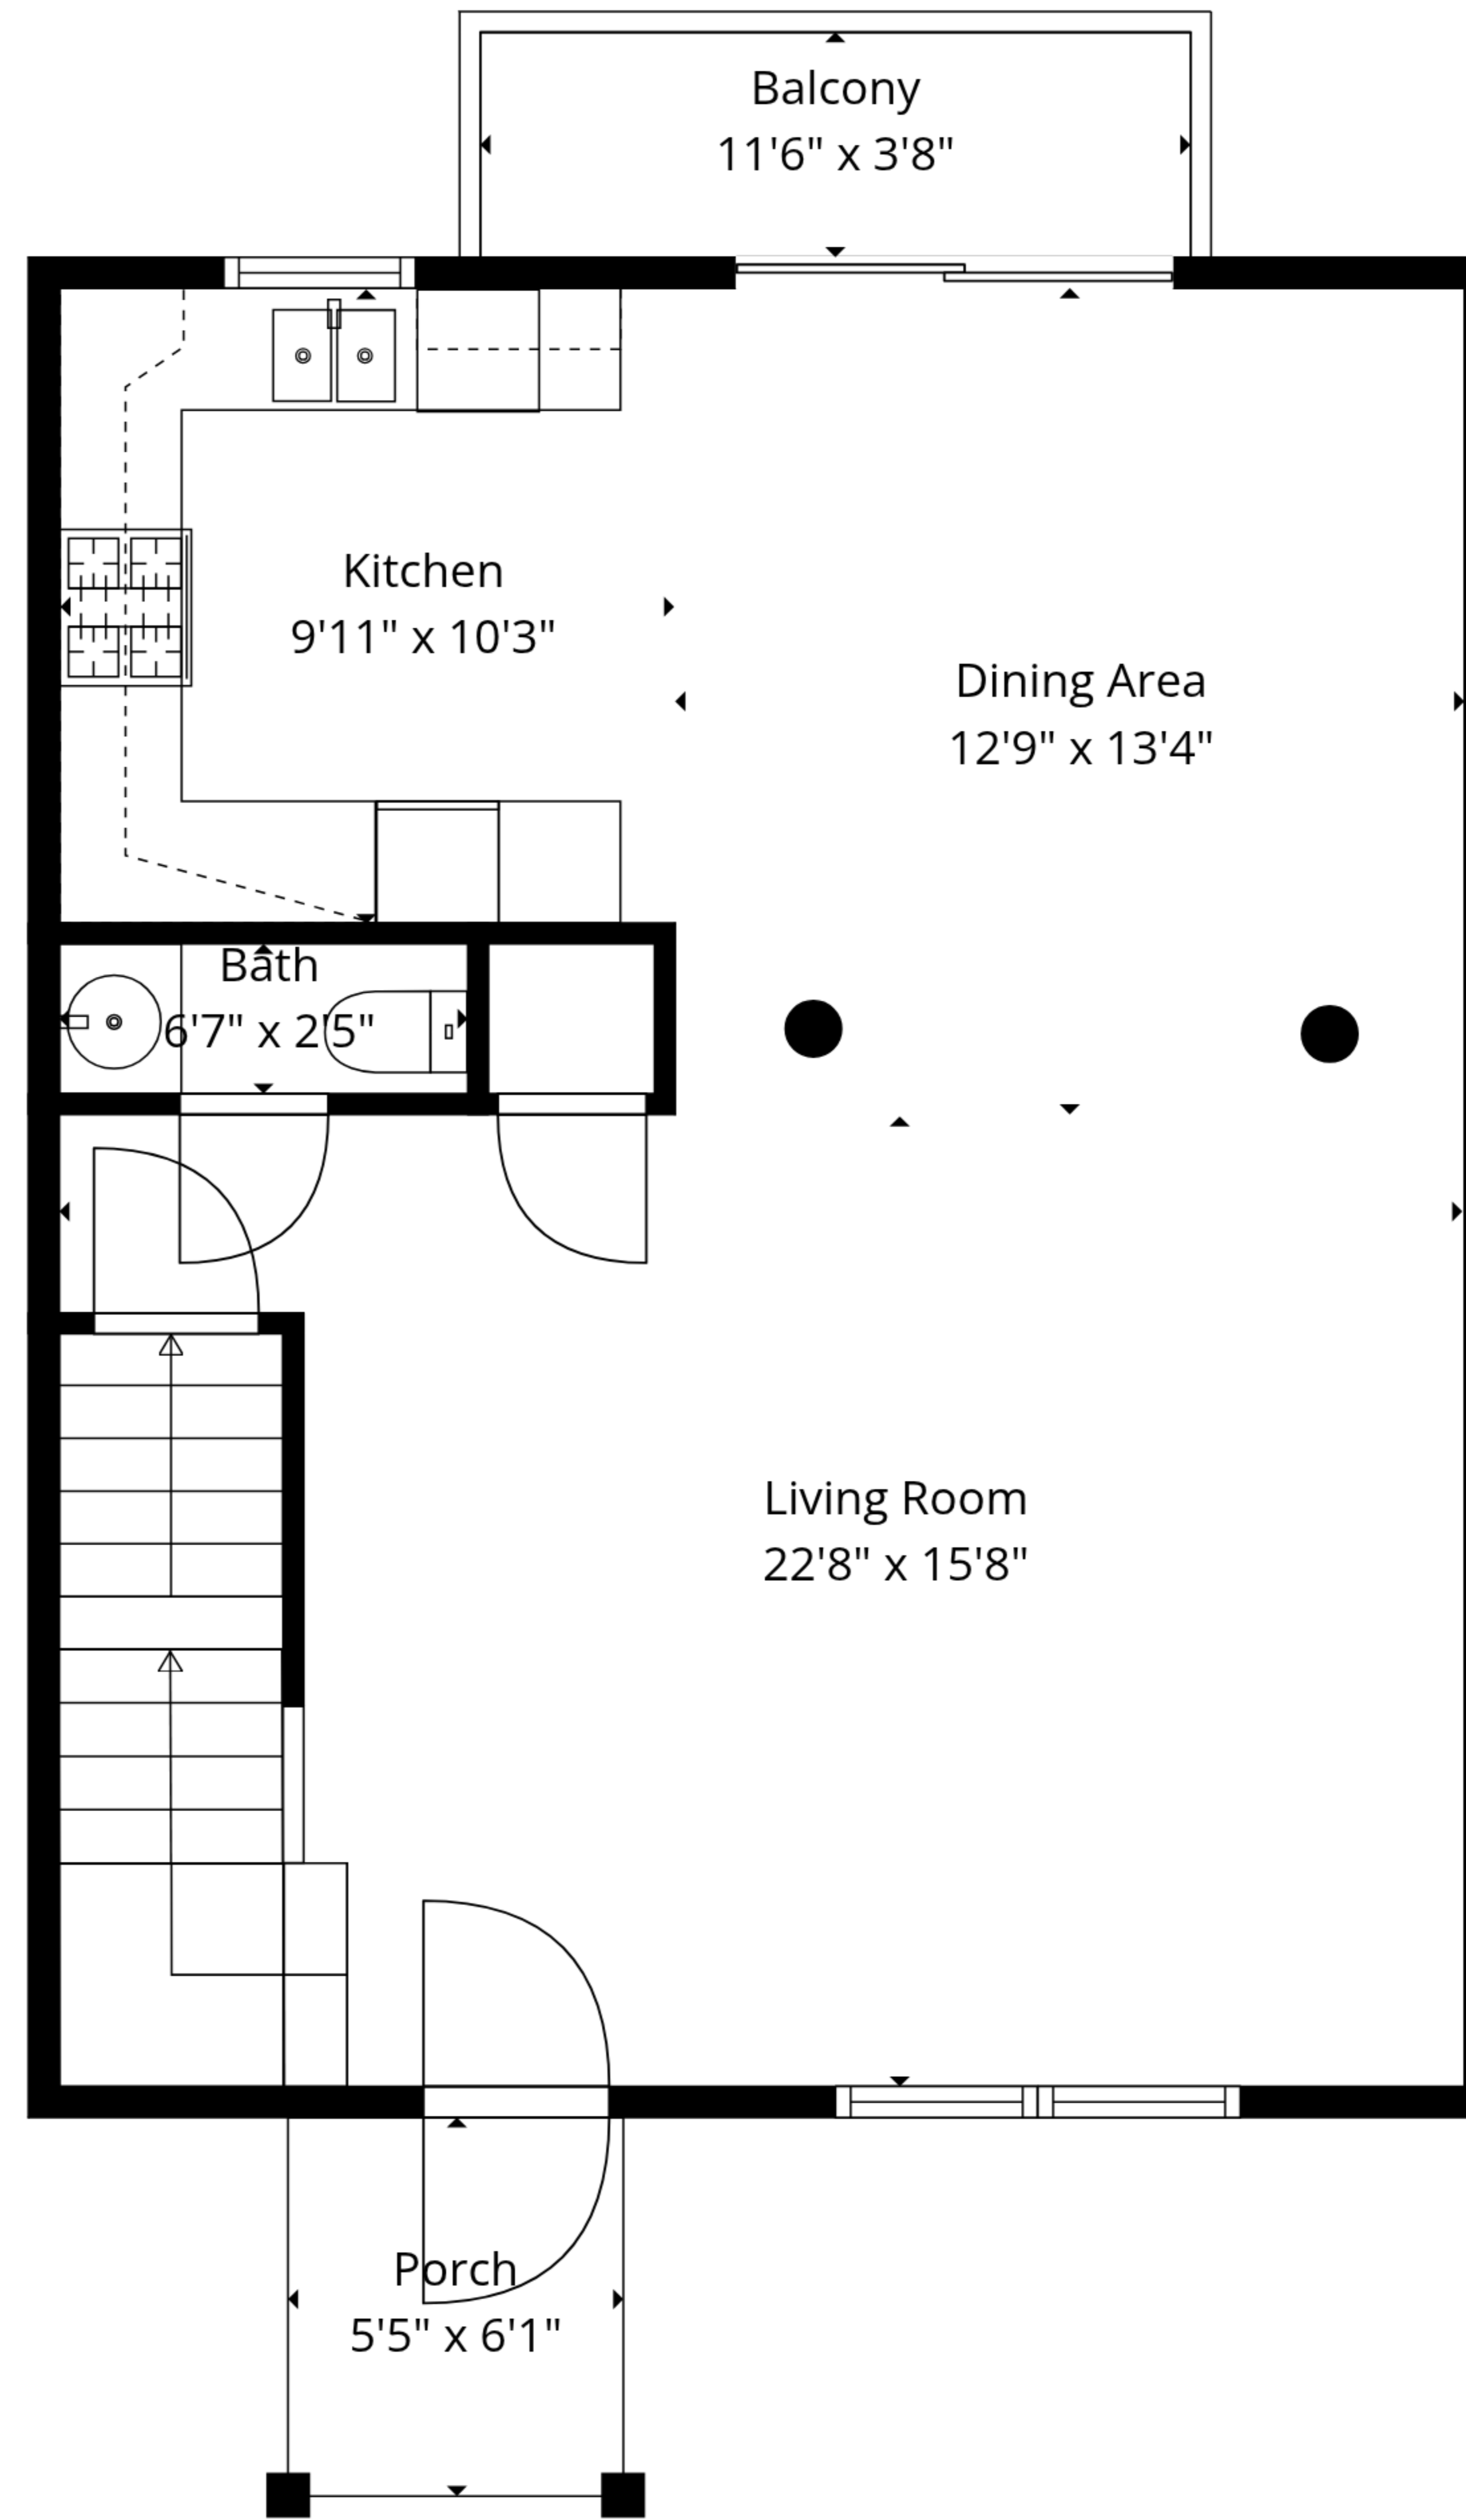 Balcony
11'6" x 3'8"
Kitchen
9'11" x 10'3"
Dining Area
12'9" x 13'4"
Bath
6'7" x 2'5"
Living Room
22'8" x 15'8"
Porch
5'5" x 6'1"